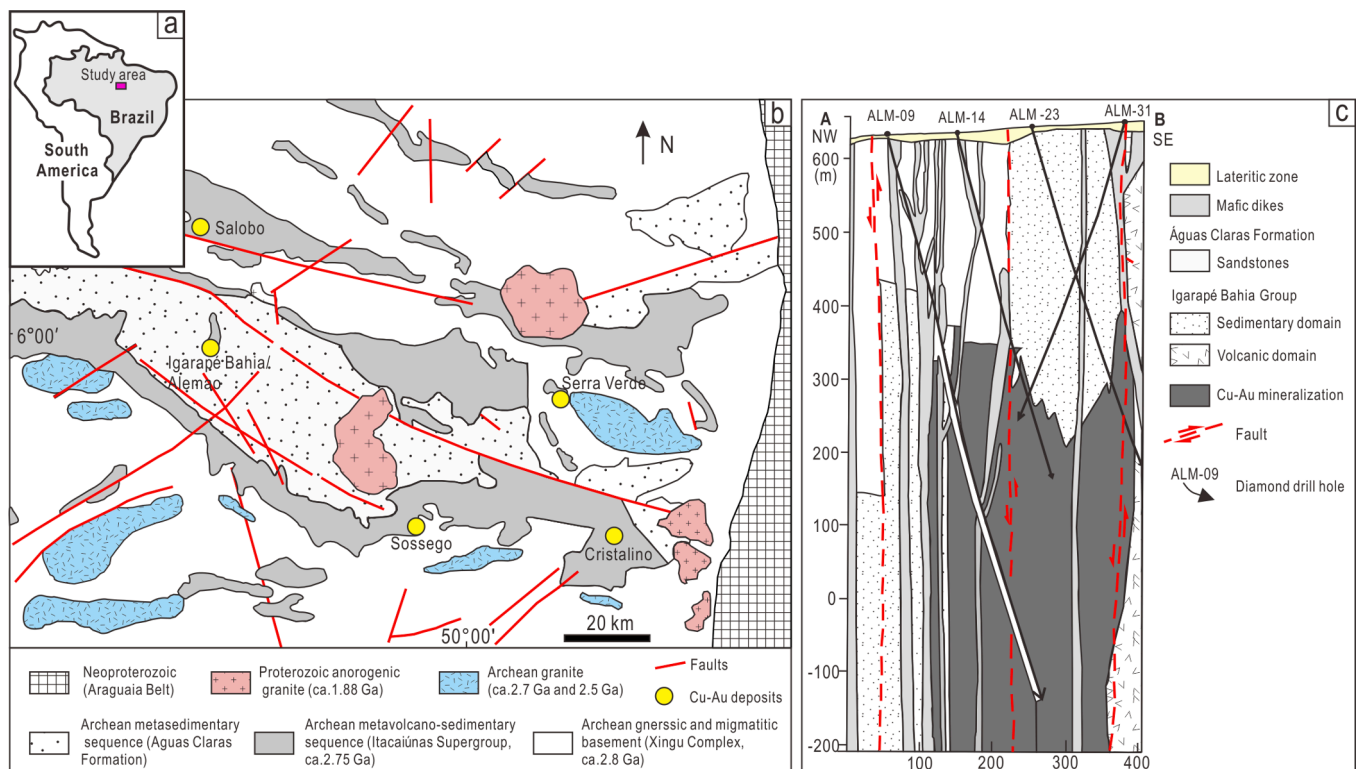 a
Study area
Brazil
South
America
b
N
Salobo
6°00′
Igarapé Bahia/
Alemao
Serra Verde
Sossego
Cristalino
50°00′
20 km
Neoproterozoic
(Araguaia Belt)
Proterozoic anorogenic
granite (ca.1.88 Ga)
Archean granite
(ca.2.7 Ga and 2.5 Ga)
Faults
Cu-Au deposits
Archean metasedimentary
sequence (Aguas Claras
Formation)
Archean metavolcano-sedimentary
sequence (Itacaiúnas Supergroup,
ca.2.75 Ga)
Archean gnerssic and migmatitic
basement (Xingu Complex,
ca.2.8 Ga)
c
A
NW
ALM-09
ALM-14
ALM-23
ALM-31
B
SE
600
(m)
500
400
300
200
100
0
-100
-200
100
200
300
400
Lateritic zone
Mafic dikes
Águas Claras Formation
Sandstones
Igarapé Bahia Group
Sedimentary domain
Volcanic domain
Cu-Au mineralization
Fault
ALM-09
Diamond drill hole